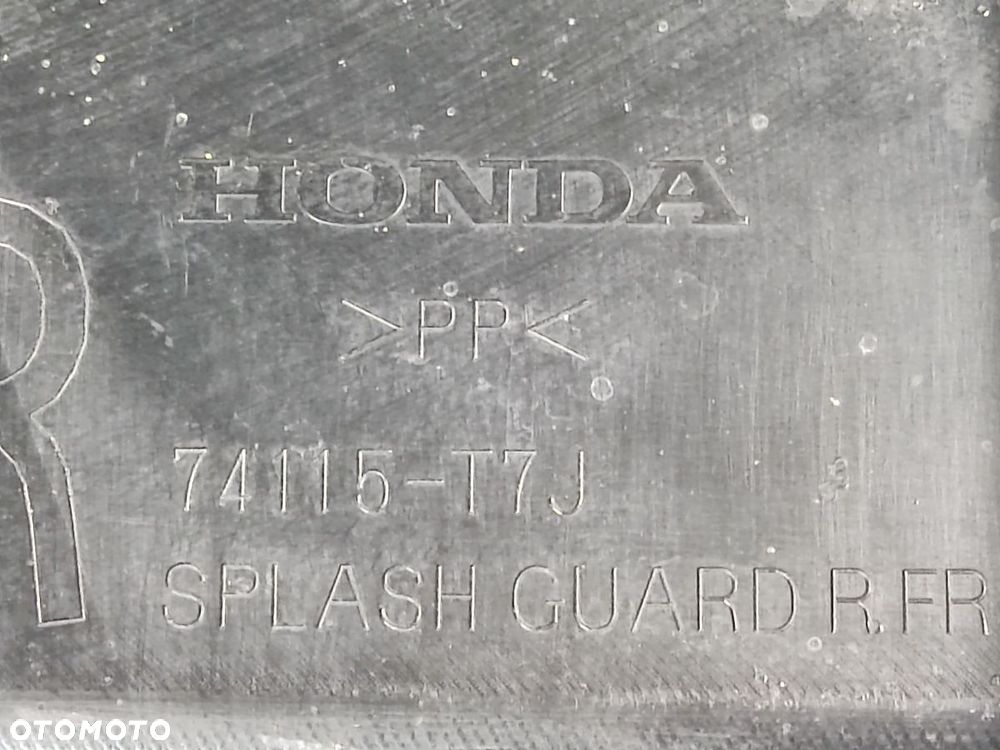 HONDA
>PP<
R
74115-T7J
SPLASH GUARD R.FR
OTOMOTO